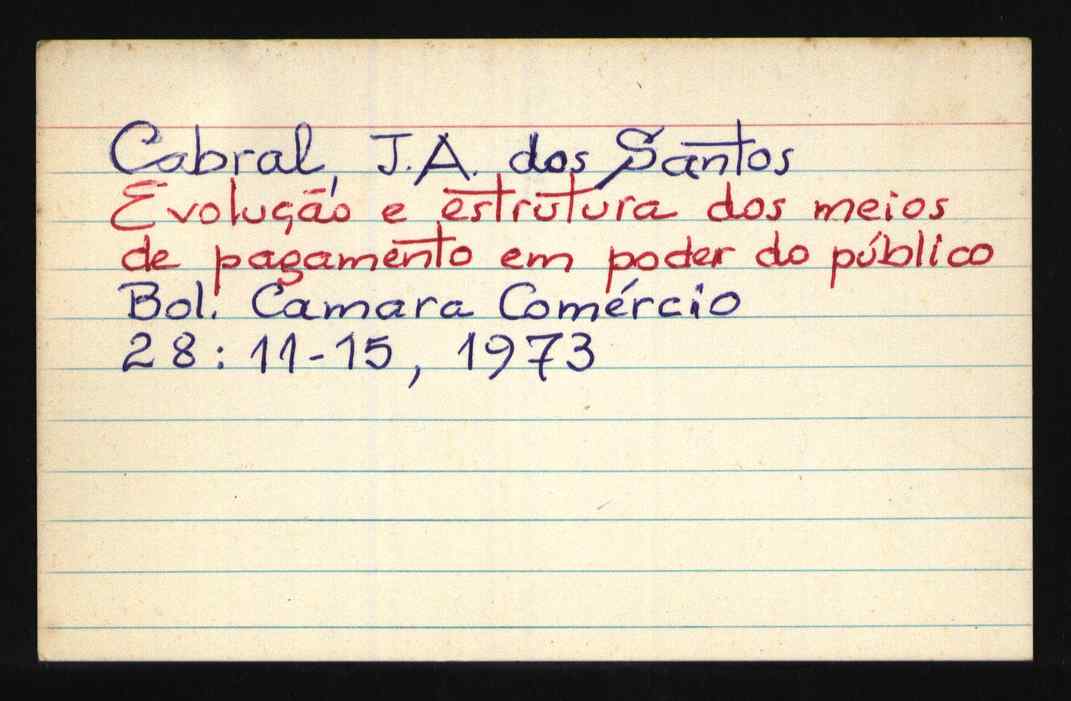 Cabral, J.A. dos Santos
Evolução e estrutura dos meios
de pagamento em poder do público
Bol. Camara Comércio
28: 11-15, 1973